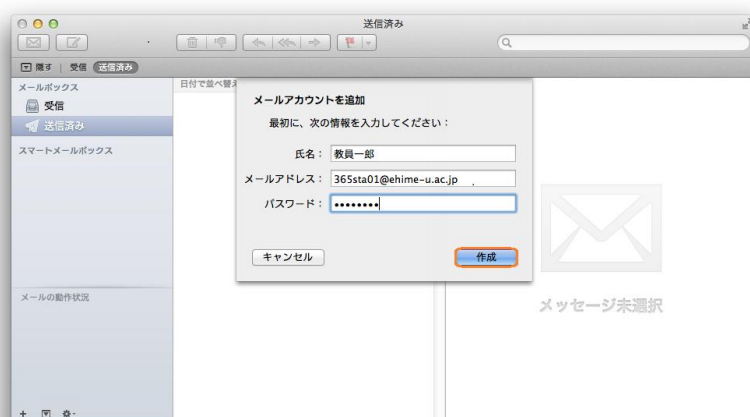 送信済み
隠す | 受信 送信済み
メールボックス
受信
送信済み
スマートメールボックス
メールの動作状況
日付で並べ替え
メールアカウントを追加
最初に、次の情報を入力してください：
氏名： 教員一郎
メールアドレス： 365sta01@ehime-u.ac.jp
パスワード： ••••••••
キャンセル
作成
メッセージ未選択